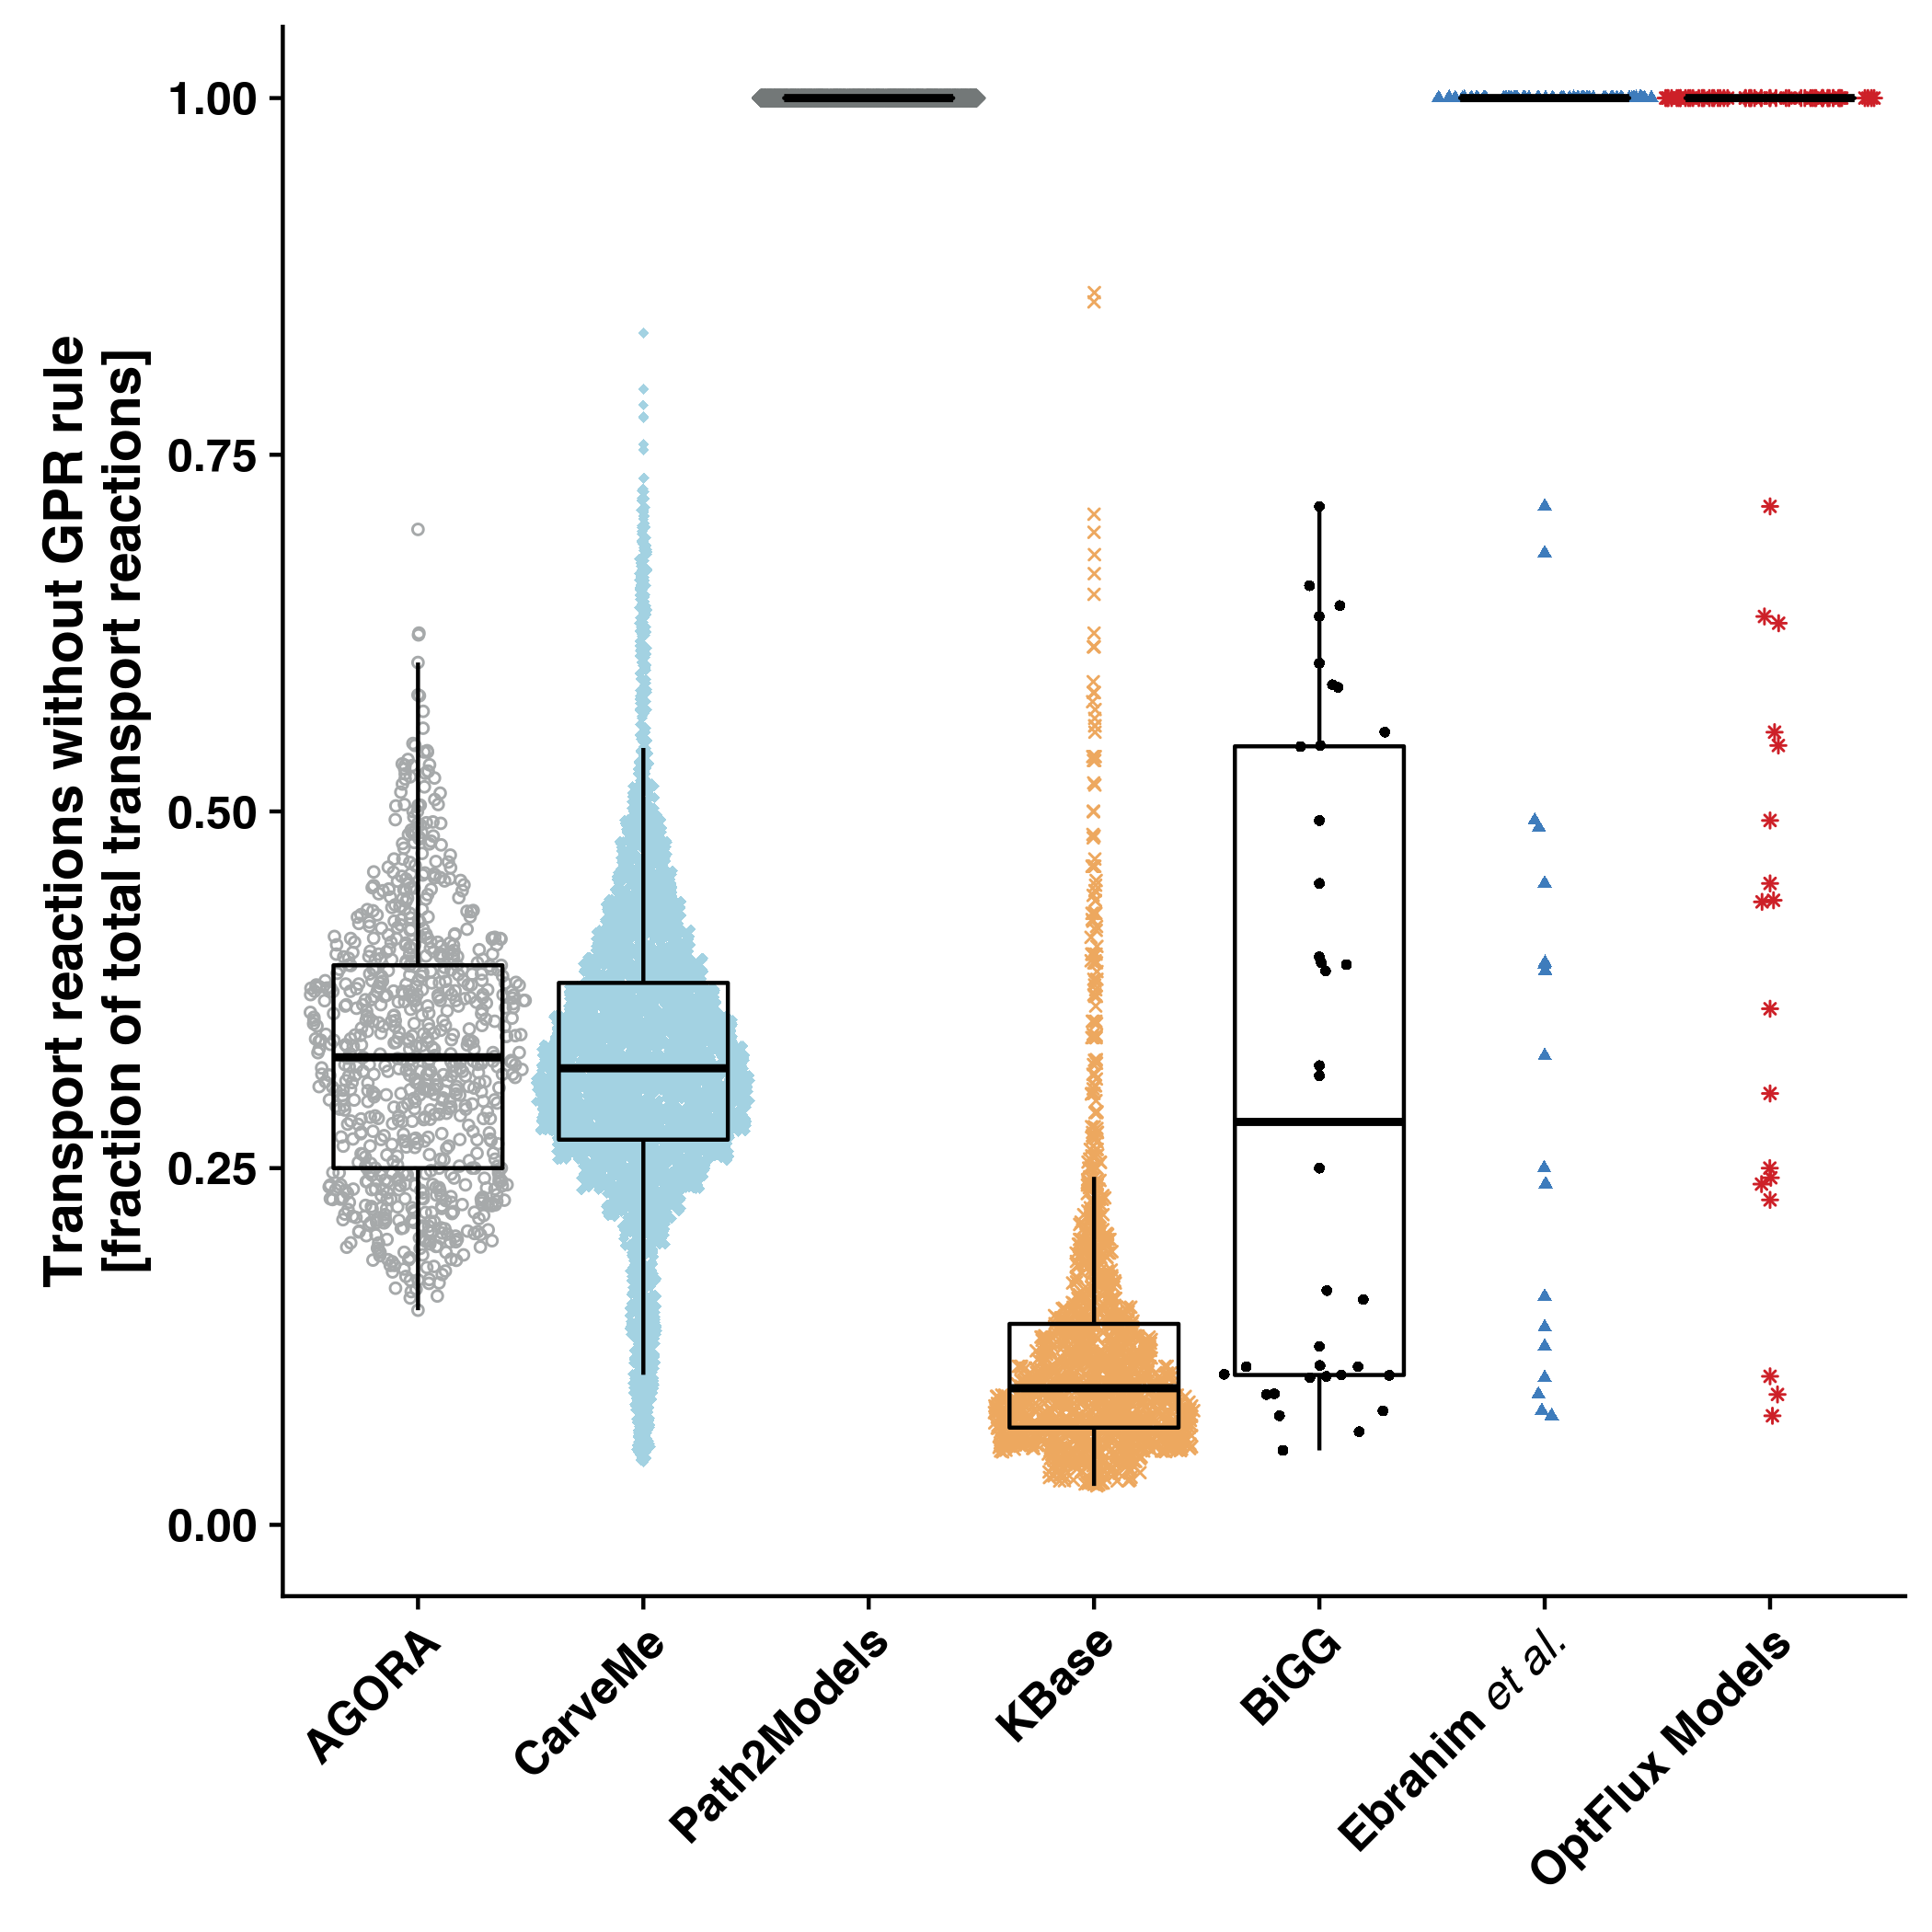 Transport reactions without GPR rule
[fraction of total transport reactions]
1.00
0.75
0.50
0.25
0.00
AGORA
CarveMe
Path2Models
KBase
BiGG
Ebrahim et al.
OptFlux Models